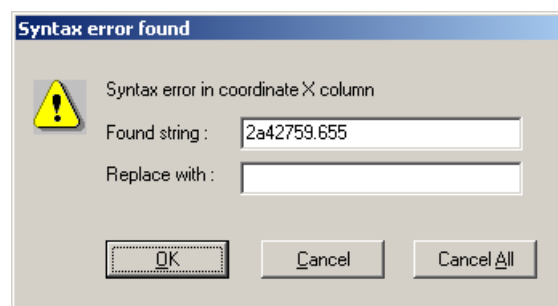 Syntax error found
Syntax error in coordinate X column
Found string : 2a42759.655
Replace with :
OK Cancel Cancel All